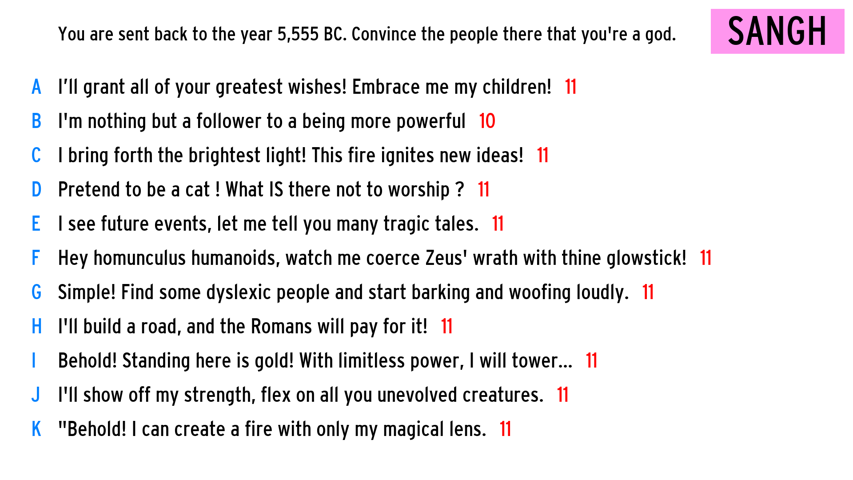 You are sent back to the year 5,555 BC. Convince the people there that you're a god.
SANGH
A I'll grant all of your greatest wishes! Embrace me my children! 11
B I'm nothing but a follower to a being more powerful 10
C I bring forth the brightest light! This fire ignites new ideas! 11
D Pretend to be a cat ! What IS there not to worship ? 11
E I see future events, let me tell you many tragic tales. 11
F Hey homunculus humanoids, watch me coerce Zeus' wrath with thine glowstick! 11
G Simple! Find some dyslexic people and start barking and woofing loudly. 11
H I'll build a road, and the Romans will pay for it! 11
I Behold! Standing here is gold! With limitless power, I will tower... 11
J I'll show off my strength, flex on all you unevolved creatures. 11
K "Behold! I can create a fire with only my magical lens. 11